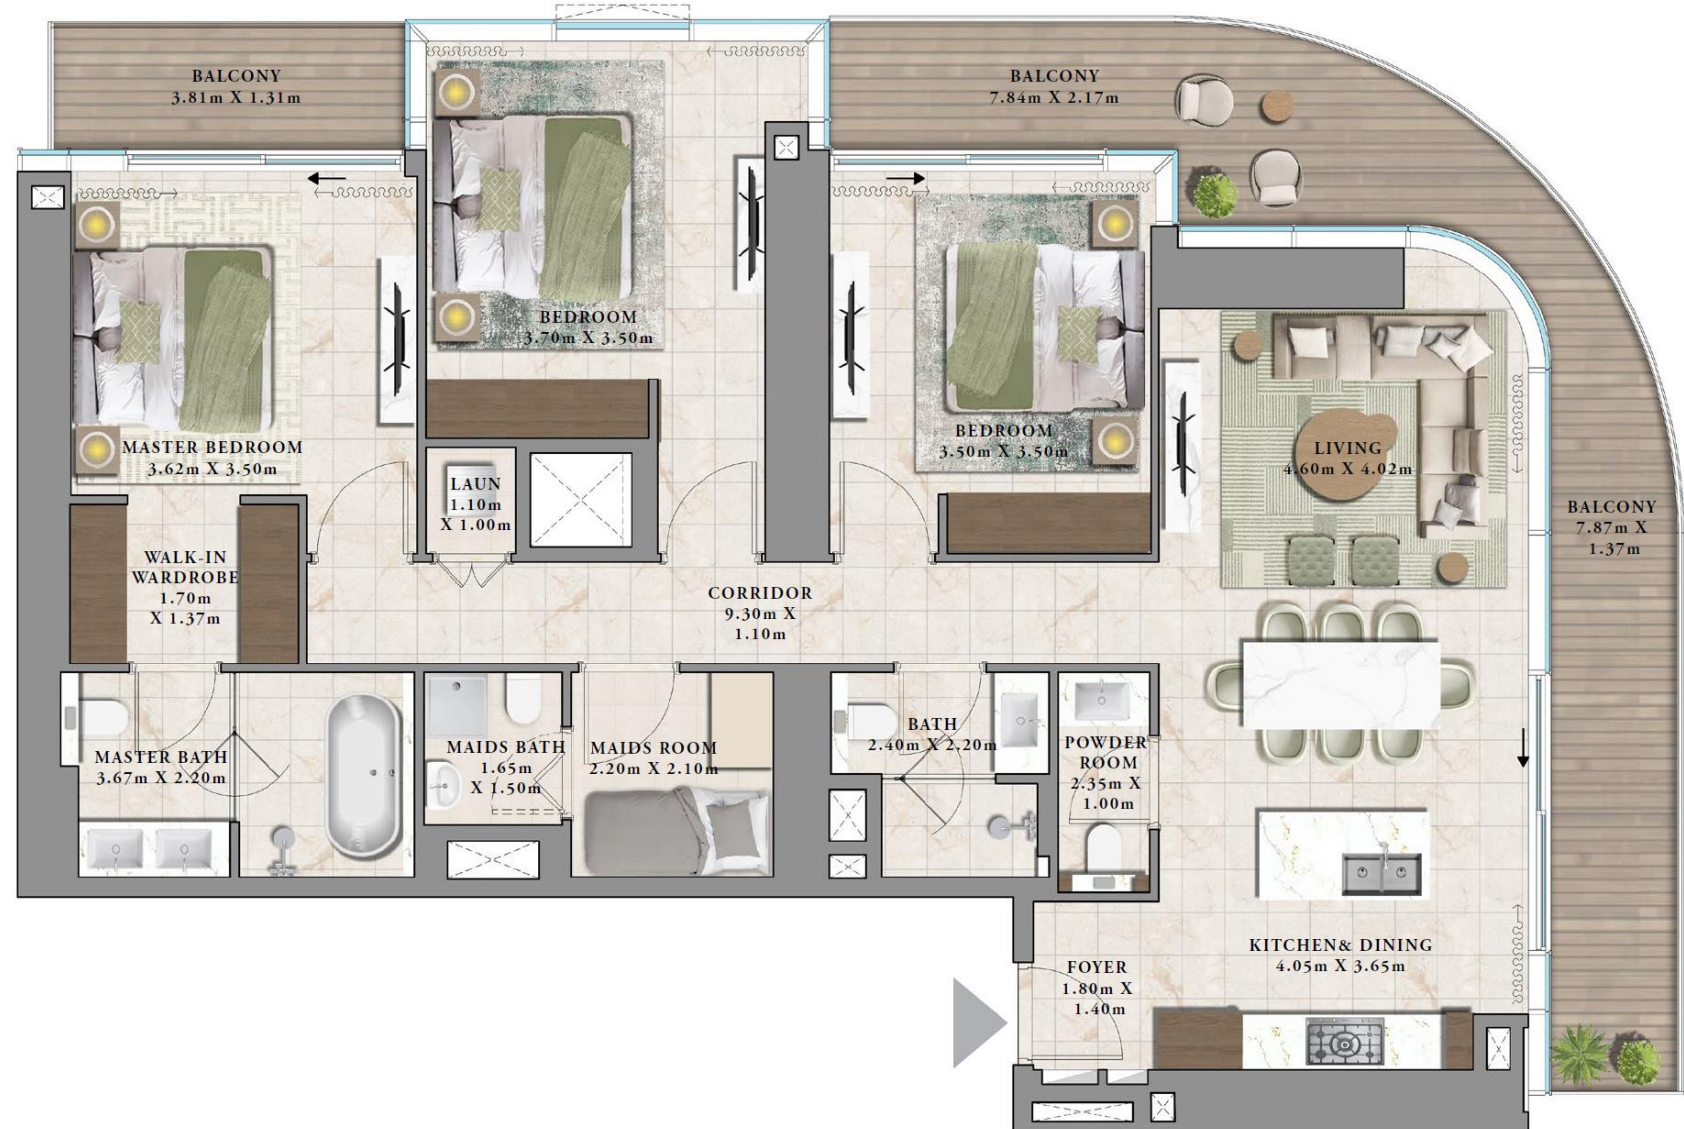 BALCONY
3.81m X 1.31m
BALCONY
7.84m X 2.17m
BEDROOM
3.70m X 3.50m
MASTER BEDROOM
3.62m X 3.50m
BEDROOM
3.50m X 3.50m
LIVING
4.60m X 4.02m
LAUN
1.10m
X 1.00m
BALCONY
7.87m X
1.37m
WALK-IN
WARDROBE
1.70m
X 1.37m
CORRIDOR
9.30m X
1.10m
MASTER BATH
3.67m X 2.20m
MAIDS BATH
1.65m
X 1.50m
MAIDS ROOM
2.20m X 2.10m
BATH
2.40m X 2.20m
POWDER
ROOM
2.35m X
1.00m
KITCHEN& DINING
4.05m X 3.65m
FOYER
1.80m X
1.40m